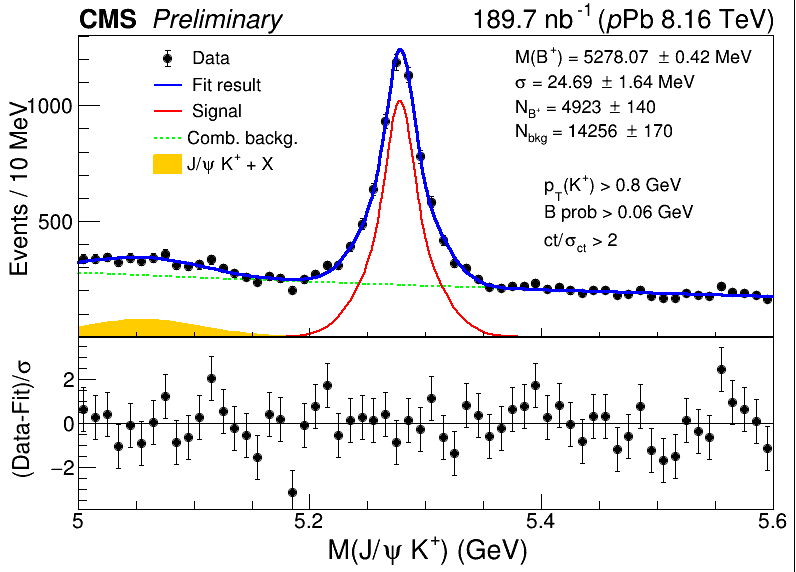 CMS Preliminary 189.7 nb⁻¹ (pPb 8.16 TeV)
Data
Fit result
Signal
Comb. backg.
J/ψ K⁺ + X
M(B⁺) = 5278.07 ± 0.42 MeV
σ = 24.69 ± 1.64 MeV
N_B⁺ = 4923 ± 140
N_bkg = 14256 ± 170
p_T(K⁺) > 0.8 GeV
B prob > 0.06 GeV
ct/σ_ct > 2
Events / 10 MeV
1000
500
(Data-Fit)/σ
2
0
−2
5 5.2 5.4 5.6
M(J/ψ K⁺) (GeV)